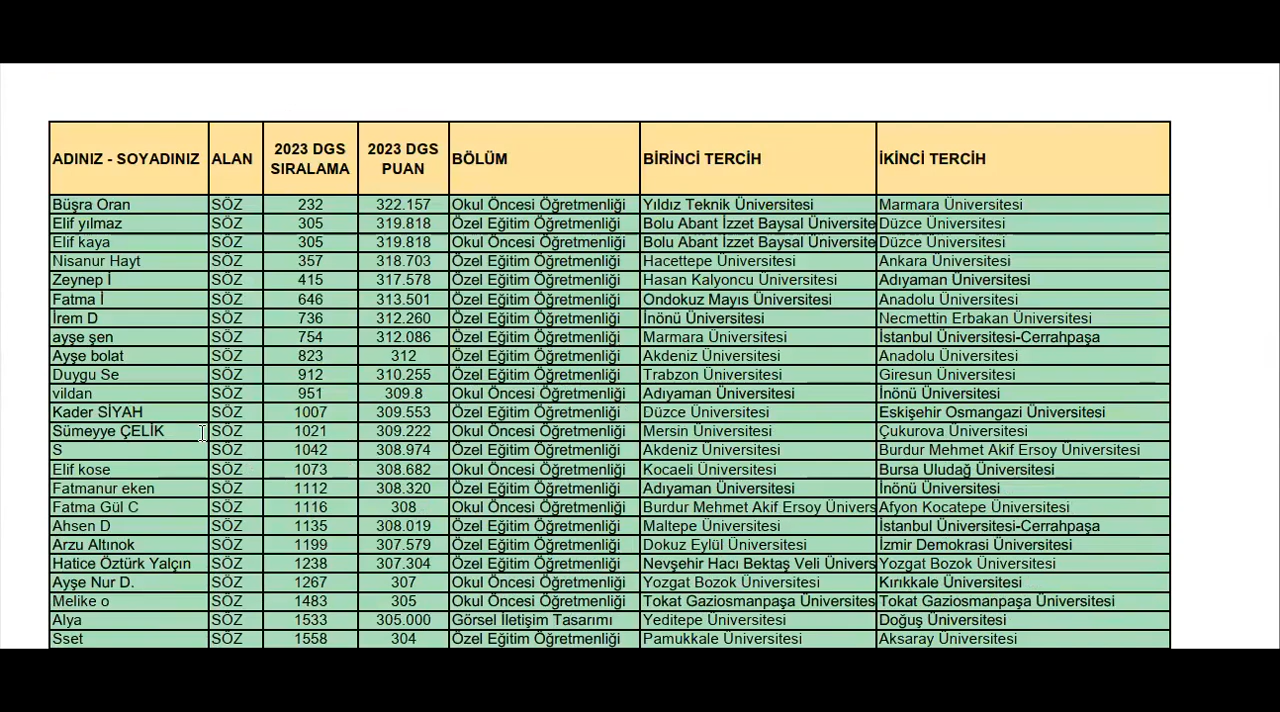 ADINIZ - SOYADINIZ ALAN 2023 DGS SIRALAMA 2023 DGS PUAN BÖLÜM BİRİNCİ TERCİH İKİNCİ TERCİH
Büşra Oran SÖZ 232 322.157 Okul Öncesi Öğretmenliği Yıldız Teknik Üniversitesi Marmara Üniversitesi
Elif yılmaz SÖZ 305 319.818 Özel Eğitim Öğretmenliği Bolu Abant İzzet Baysal Üniversite Düzce Üniversitesi
Elif kaya SÖZ 305 319.818 Okul Öncesi Öğretmenliği Bolu Abant İzzet Baysal Üniversite Düzce Üniversitesi
Nisanur Hayt SÖZ 357 318.703 Özel Eğitim Öğretmenliği Hacettepe Üniversitesi Ankara Üniversitesi
Zeynep İ SÖZ 415 317.578 Özel Eğitim Öğretmenliği Hasan Kalyoncu Üniversitesi Adıyaman Üniversitesi
Fatma İ SÖZ 646 313.501 Özel Eğitim Öğretmenliği Ondokuz Mayıs Üniversitesi Anadolu Üniversitesi
İrem D SÖZ 736 312.260 Özel Eğitim Öğretmenliği İnönü Üniversitesi Necmettin Erbakan Üniversitesi
ayşe şen SÖZ 754 312.086 Özel Eğitim Öğretmenliği Marmara Üniversitesi İstanbul Üniversitesi-Cerrahpaşa
Ayşe bolat SÖZ 823 312 Özel Eğitim Öğretmenliği Akdeniz Üniversitesi Anadolu Üniversitesi
Duygu Se SÖZ 912 310.255 Özel Eğitim Öğretmenliği Trabzon Üniversitesi Giresun Üniversitesi
vildan SÖZ 951 309.8 Okul Öncesi Öğretmenliği Adıyaman Üniversitesi İnönü Üniversitesi
Kader SİYAH SÖZ 1007 309.553 Özel Eğitim Öğretmenliği Düzce Üniversitesi Eskişehir Osmangazi Üniversitesi
Sümeyye ÇELİK SÖZ 1021 309.222 Okul Öncesi Öğretmenliği Mersin Üniversitesi Çukurova Üniversitesi
S SÖZ 1042 308.974 Özel Eğitim Öğretmenliği Akdeniz Üniversitesi Burdur Mehmet Akif Ersoy Üniversitesi
Elif kose SÖZ 1073 308.682 Okul Öncesi Öğretmenliği Kocaeli Üniversitesi Bursa Uludağ Üniversitesi
Fatmanur eken SÖZ 1112 308.320 Özel Eğitim Öğretmenliği Adıyaman Üniversitesi İnönü Üniversitesi
Fatma Gül C SÖZ 1116 308 Okul Öncesi Öğretmenliği Burdur Mehmet Akif Ersoy Ünivers Afyon Kocatepe Üniversitesi
Ahsen D SÖZ 1135 308.019 Özel Eğitim Öğretmenliği Maltepe Üniversitesi İstanbul Üniversitesi-Cerrahpaşa
Arzu Altınok SÖZ 1199 307.579 Özel Eğitim Öğretmenliği Dokuz Eylül Üniversitesi İzmir Demokrasi Üniversitesi
Hatice Öztürk Yalçın SÖZ 1238 307.304 Özel Eğitim Öğretmenliği Nevşehir Hacı Bektaş Veli Ünivers Yozgat Bozok Üniversitesi
Ayşe Nur D. SÖZ 1267 307 Okul Öncesi Öğretmenliği Yozgat Bozok Üniversitesi Kırıkkale Üniversitesi
Melike o SÖZ 1483 305 Okul Öncesi Öğretmenliği Tokat Gaziosmanpaşa Üniversites Tokat Gaziosmanpaşa Üniversitesi
Alya SÖZ 1533 305.000 Görsel İletişim Tasarımı Yeditepe Üniversitesi Doğuş Üniversitesi
Sset SÖZ 1558 304 Özel Eğitim Öğretmenliği Pamukkale Üniversitesi Aksaray Üniversitesi